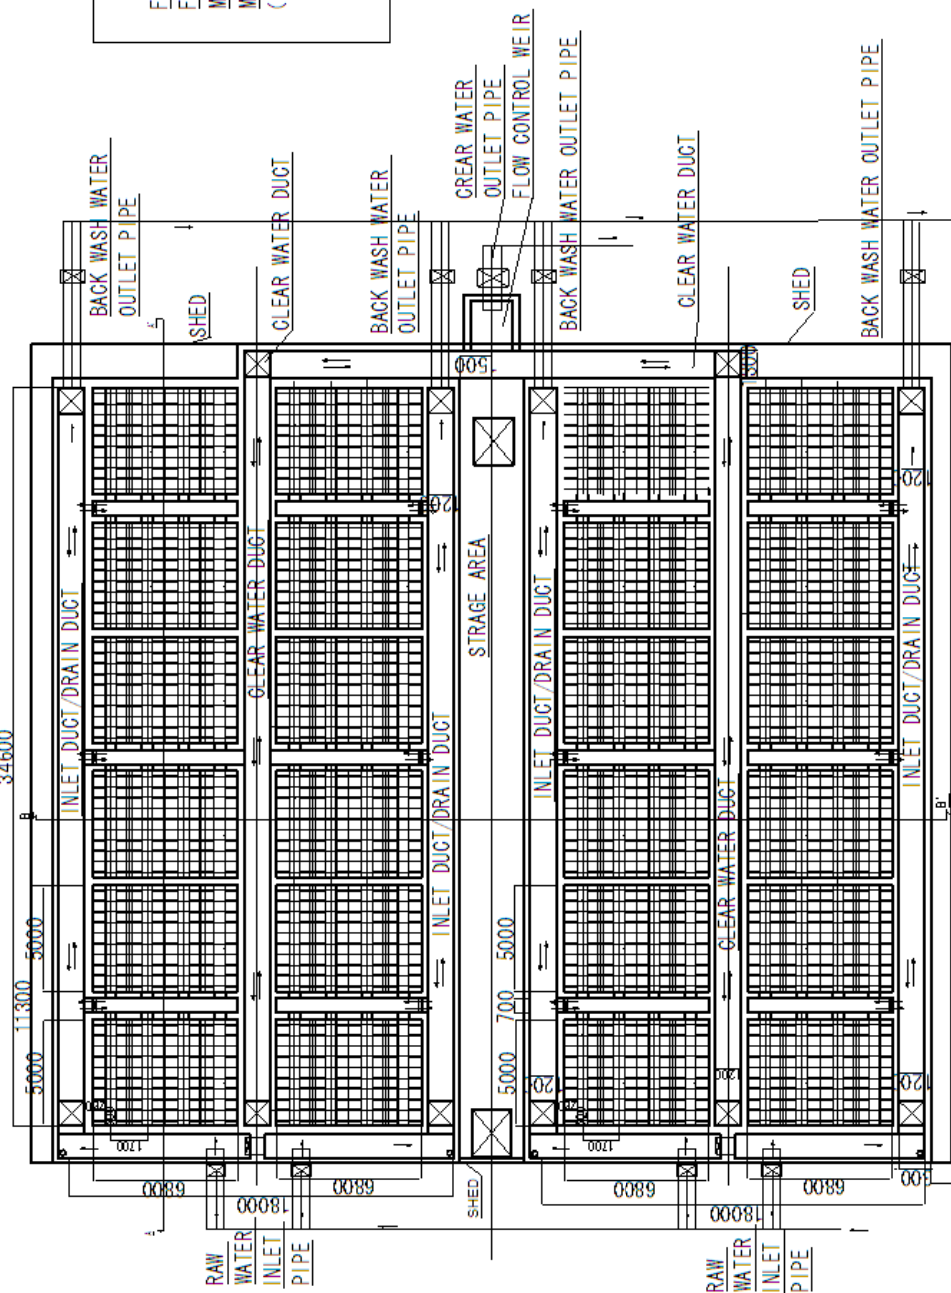 BACK WASH WATER
OUTLET PIPE
SHED
CLEAR WATER DUCT
BACK WASH WATER
OUTLET PIPE
CREAR WATER
OUTLET PIPE
FLOW CONTROL WEIR
BACK WASH WATER OUTLET PIPE
CLEAR WATER DUCT
SHED
BACK WASH WATER OUTLET PIPE
500
34600
INLET DUCT/DRAIN DUCT
CLEAR WATER DUCT
INLET DUCT/DRAIN DUCT
STRAGE AREA
INLET DUCT/DRAIN DUCT
CLEAR WATER DUCT
INLET DUCT/DRAIN DUCT
B
B'
11300
5000
5000
5000
700
5000
1700
1700
1200
6800
18000
6800
6800
18000
6800
SHED
A
A'
RAW
WATER
INLET
PIPE
RAW
WATER
INLET
PIPE